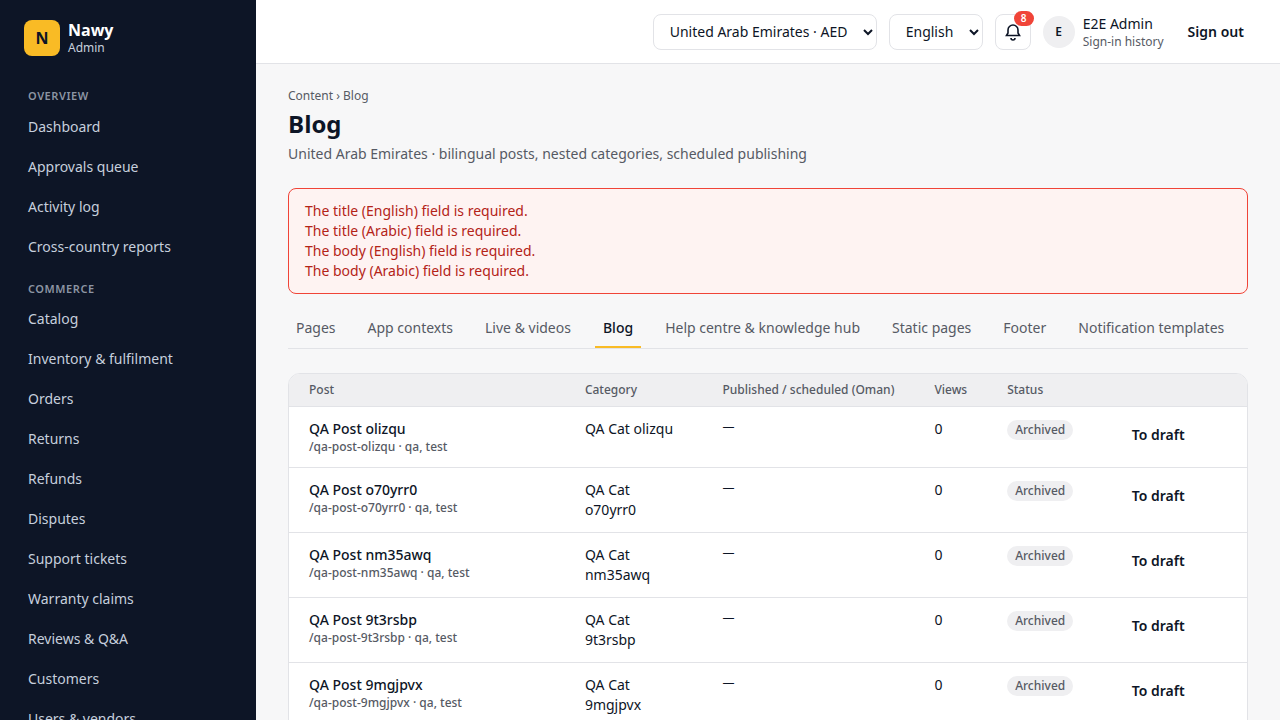 N
Nawy
Admin
OVERVIEW
Dashboard
Approvals queue
Activity log
Cross-country reports
COMMERCE
Catalog
Inventory & fulfilment
Orders
Returns
Refunds
Disputes
Support tickets
Warranty claims
Reviews & Q&A
Customers
Users & vendors
United Arab Emirates · AED
English
8
E
E2E Admin
Sign-in history
Sign out
Content › Blog
Blog
United Arab Emirates · bilingual posts, nested categories, scheduled publishing
The title (English) field is required.
The title (Arabic) field is required.
The body (English) field is required.
The body (Arabic) field is required.
Pages App contexts Live & videos Blog Help centre & knowledge hub Static pages Footer Notification templates
Post Category Published / scheduled (Oman) Views Status
QA Post olizqu QA Cat olizqu — 0 Archived To draft
/qa-post-olizqu · qa, test
QA Post o70yrr0 QA Cat — 0 Archived To draft
/qa-post-o70yrr0 · qa, test o70yrr0
QA Post nm35awq QA Cat — 0 Archived To draft
/qa-post-nm35awq · qa, test nm35awq
QA Post 9t3rsbp QA Cat — 0 Archived To draft
/qa-post-9t3rsbp · qa, test 9t3rsbp
QA Post 9mgjpvx QA Cat — 0 Archived To draft
/qa-post-9mgjpvx · qa, test 9mgjpvx